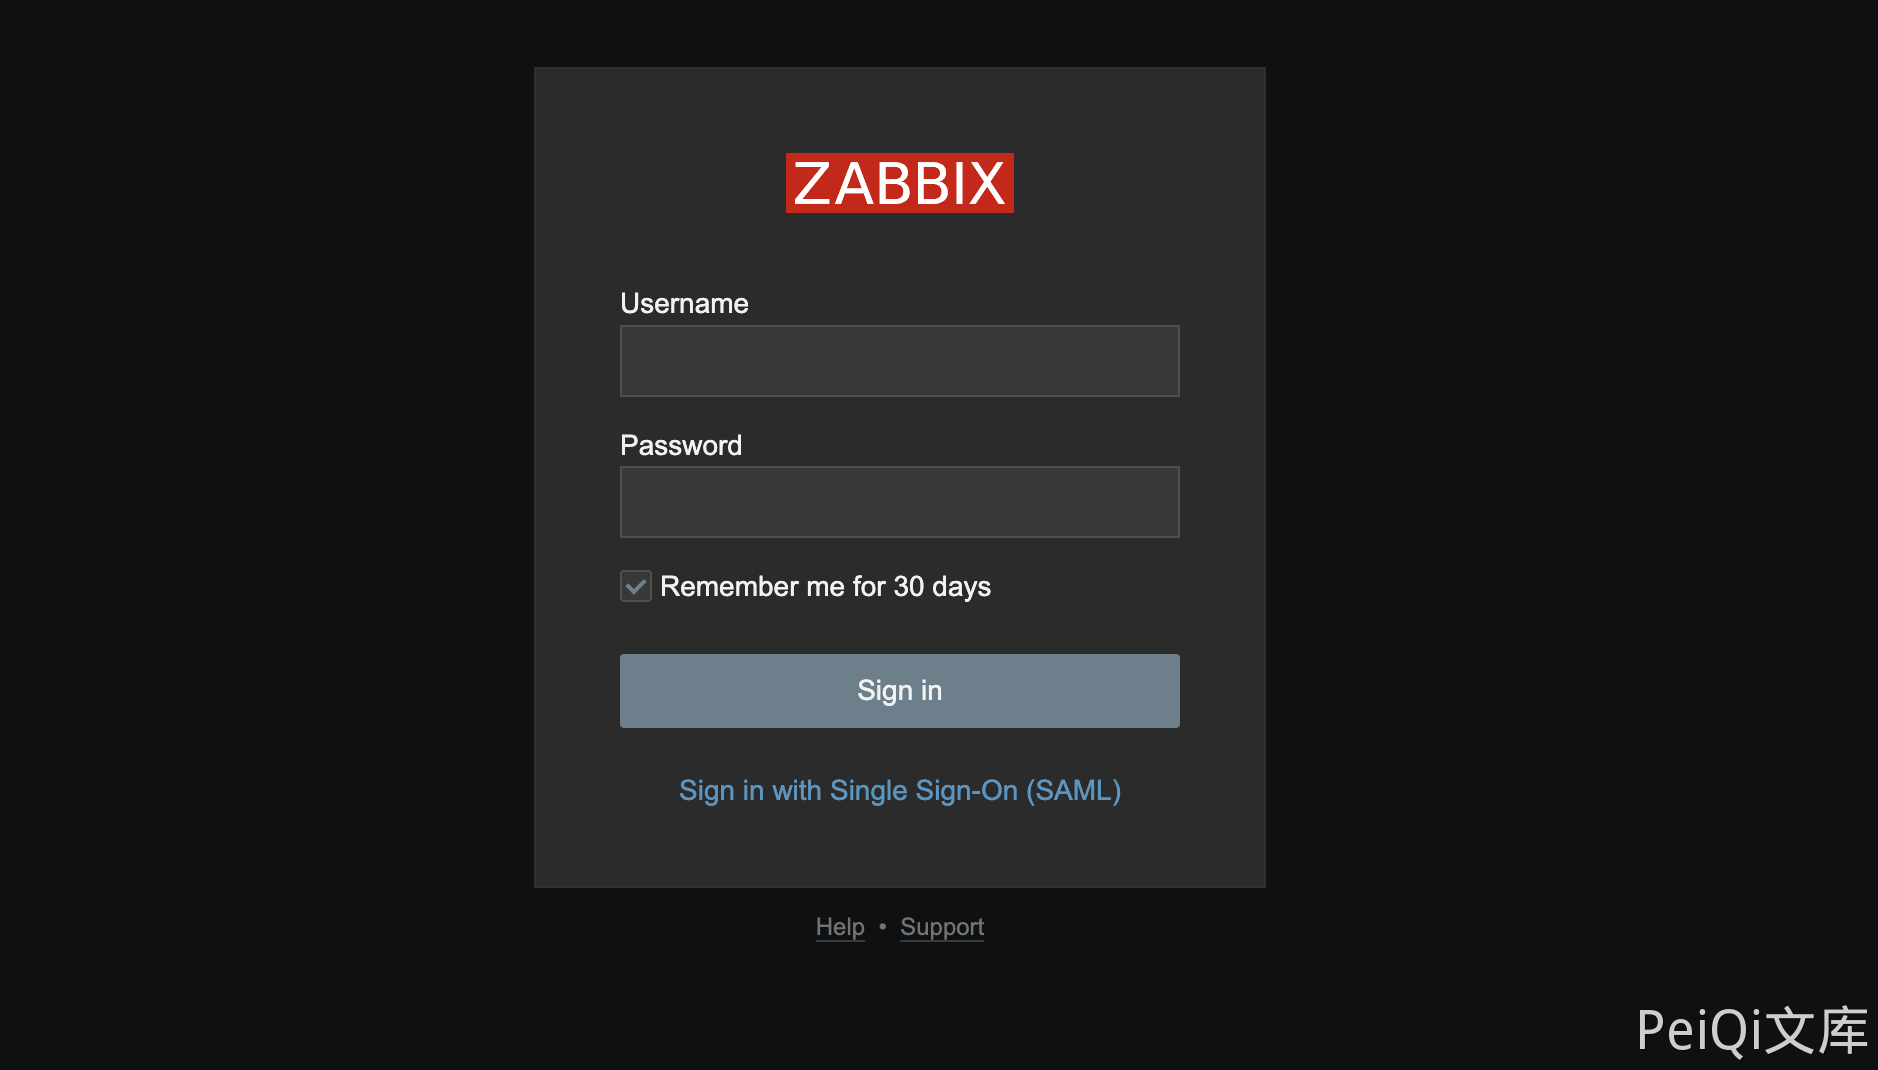 ZABBIX
Username
Password
Remember me for 30 days
Sign in
Sign in with Single Sign-On (SAML)
Help • Support
PeiQi文库